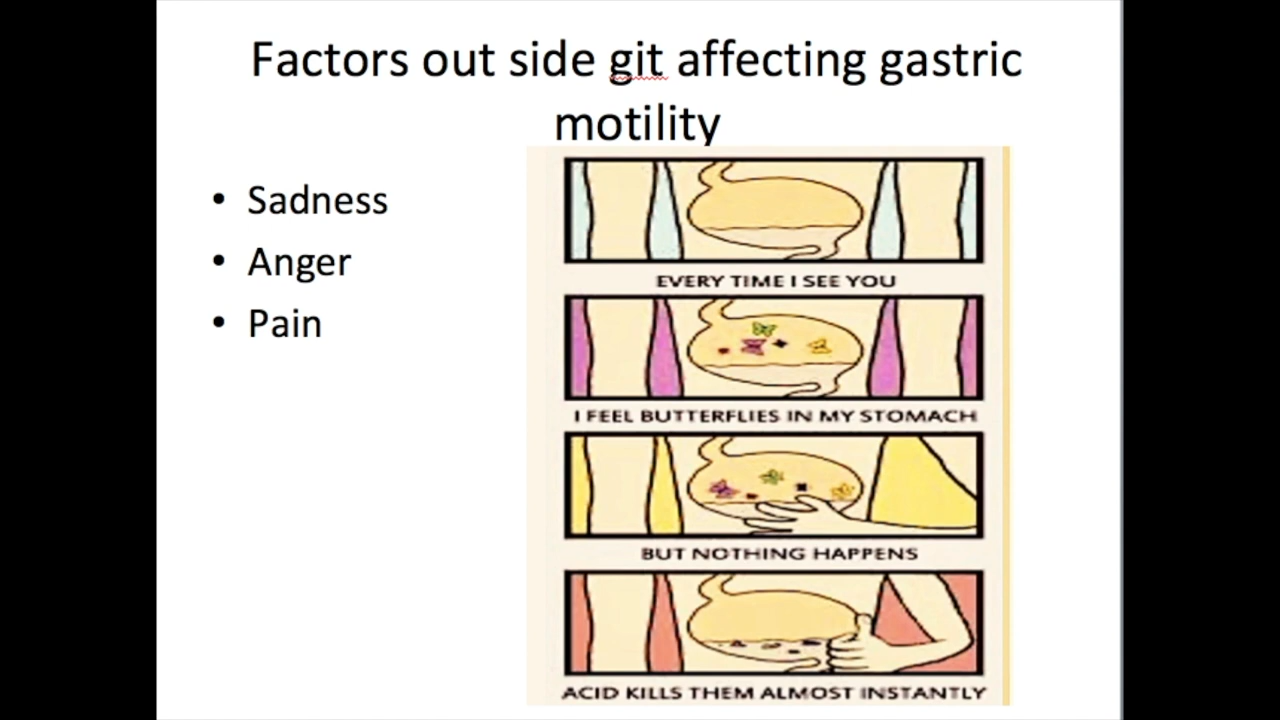 Factors out side git affecting gastric
motility
• Sadness
• Anger
• Pain
EVERY TIME I SEE YOU
I FEEL BUTTERFLIES IN MY STOMACH
BUT NOTHING HAPPENS
ACID KILLS THEM ALMOST INSTANTLY